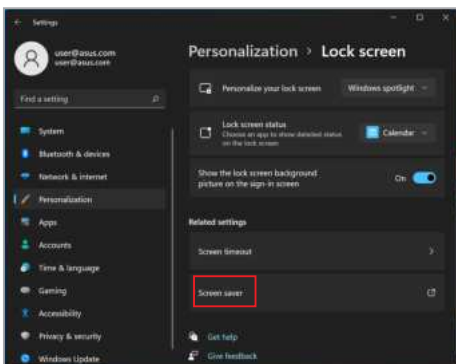 Settings
user@asus.com
user@asus.com
Find a setting
System
Bluetooth & devices
Network & internet
Personalization
Apps
Accounts
Time & language
Gaming
Accessibility
Privacy & security
Windows Update
Personalization > Lock screen
Personalize your lock screen
Windows spotlight
Lock screen status
Choose an app to show detailed status
on the lock screen
Calendar
Show the lock screen background
picture on the sign-in screen
On
Related settings
Screen timeout
Screen saver
Get help
Give feedback